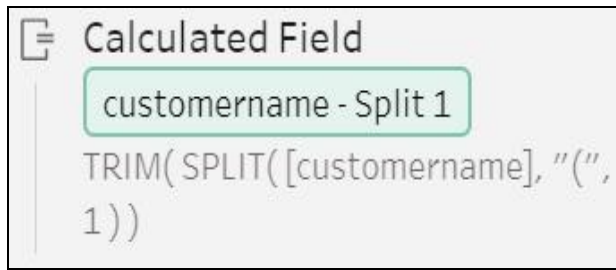 Calculated Field
customername - Split 1
TRIM( SPLIT( [customername], "(",
1 ) )